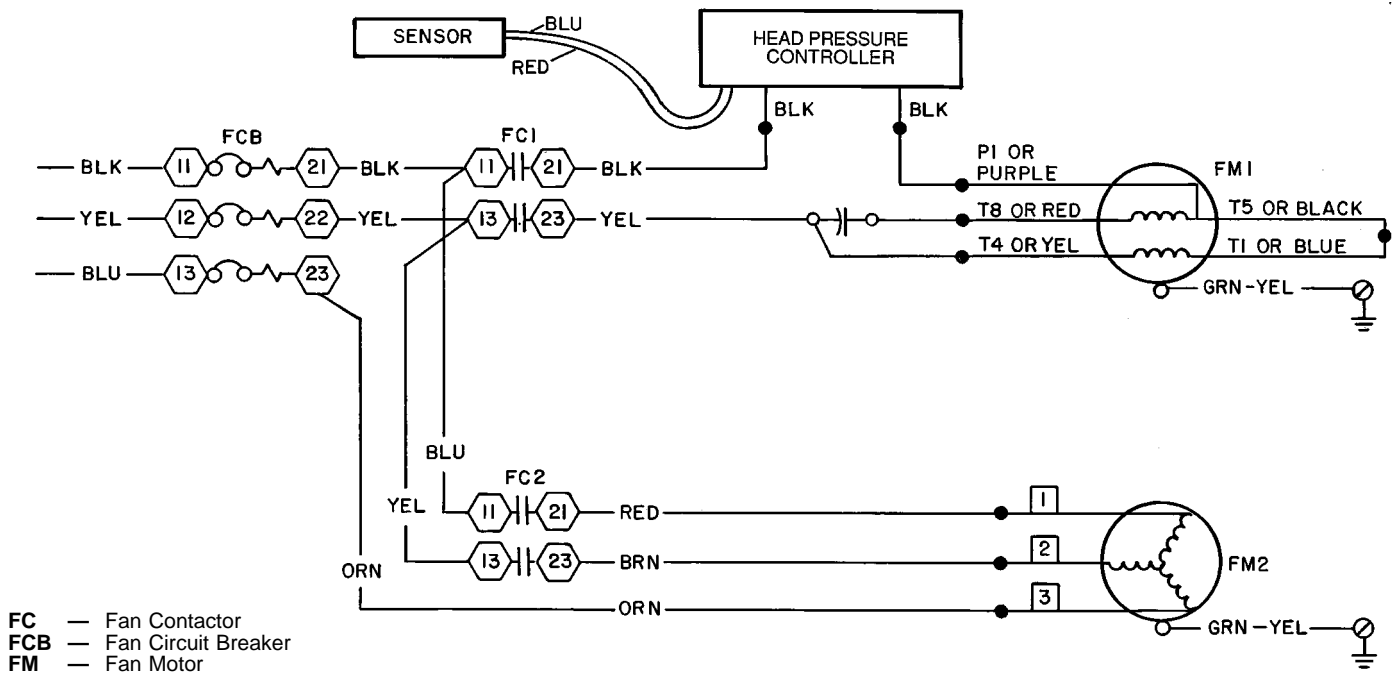 SENSOR
BLU
RED
HEAD PRESSURE
CONTROLLER
BLK
BLK
FCB
FC1
BLK 11 21 BLK 11 21 BLK
P1 OR
PURPLE
FM1
YEL 12 22 YEL 13 23 YEL
T8 OR RED
T5 OR BLACK
T4 OR YEL
T1 OR BLUE
BLU 13 23
GRN-YEL
BLU
FC2
YEL
11 21 RED
1
13 23 BRN
2
FM2
ORN
ORN
3
GRN-YEL
FC — Fan Contactor
FCB — Fan Circuit Breaker
FM — Fan Motor